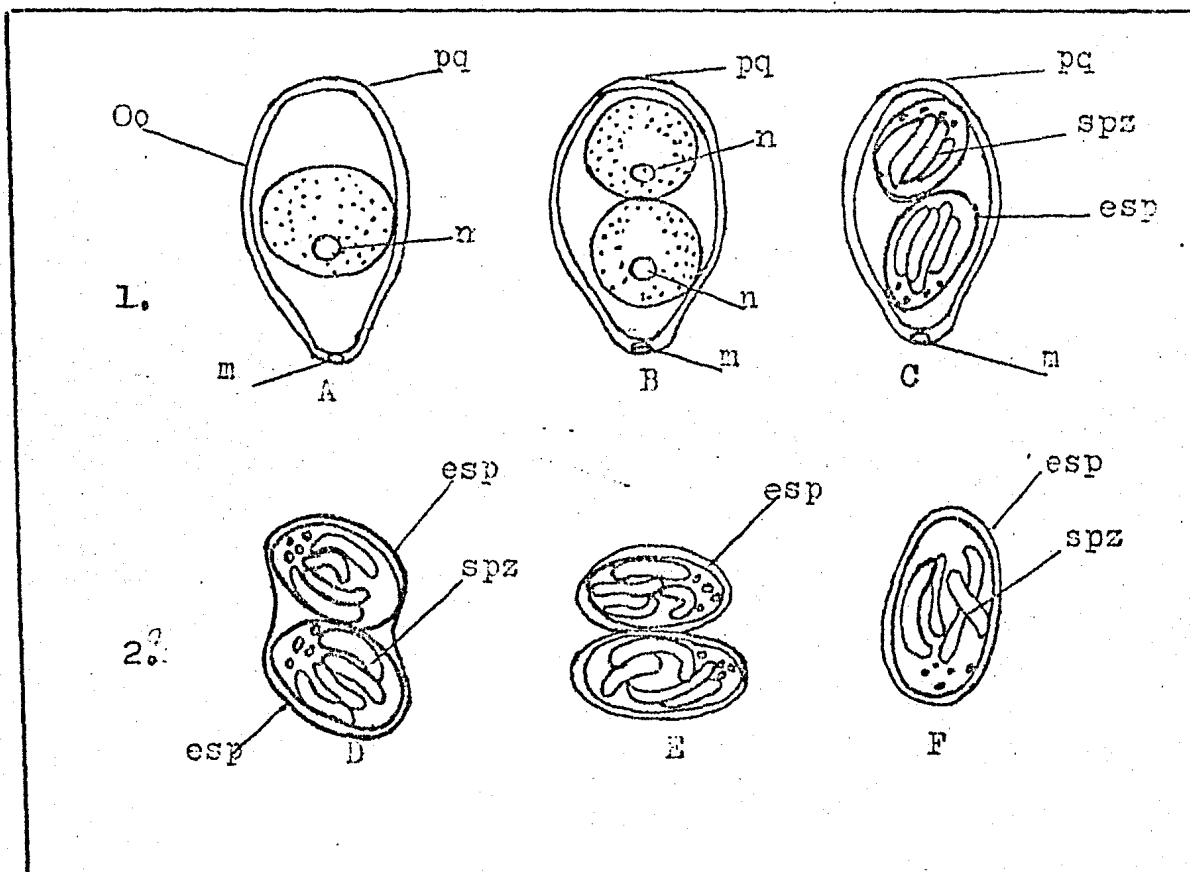 pq pq pq
Oo spz
n n esp
1. n
m m m
A B C
esp esp esp
spz spz
2.
esp D E F